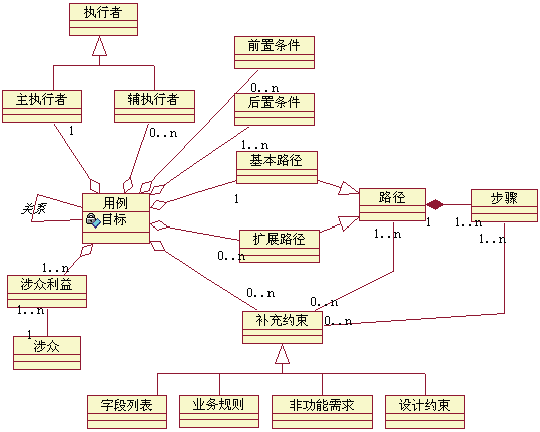 执行者
前置条件
0..n
主执行者
辅执行者
后置条件
1
0..n
1..n
基本路径
用例
目标
关系
1
路径
步骤
1
1..n
扩展路径
0..n
1..n
1..n
1..n
涉众利益
0..n
0..n
1..n
补充约束
0..n
1
涉众
字段列表
业务规则
非功能需求
设计约束